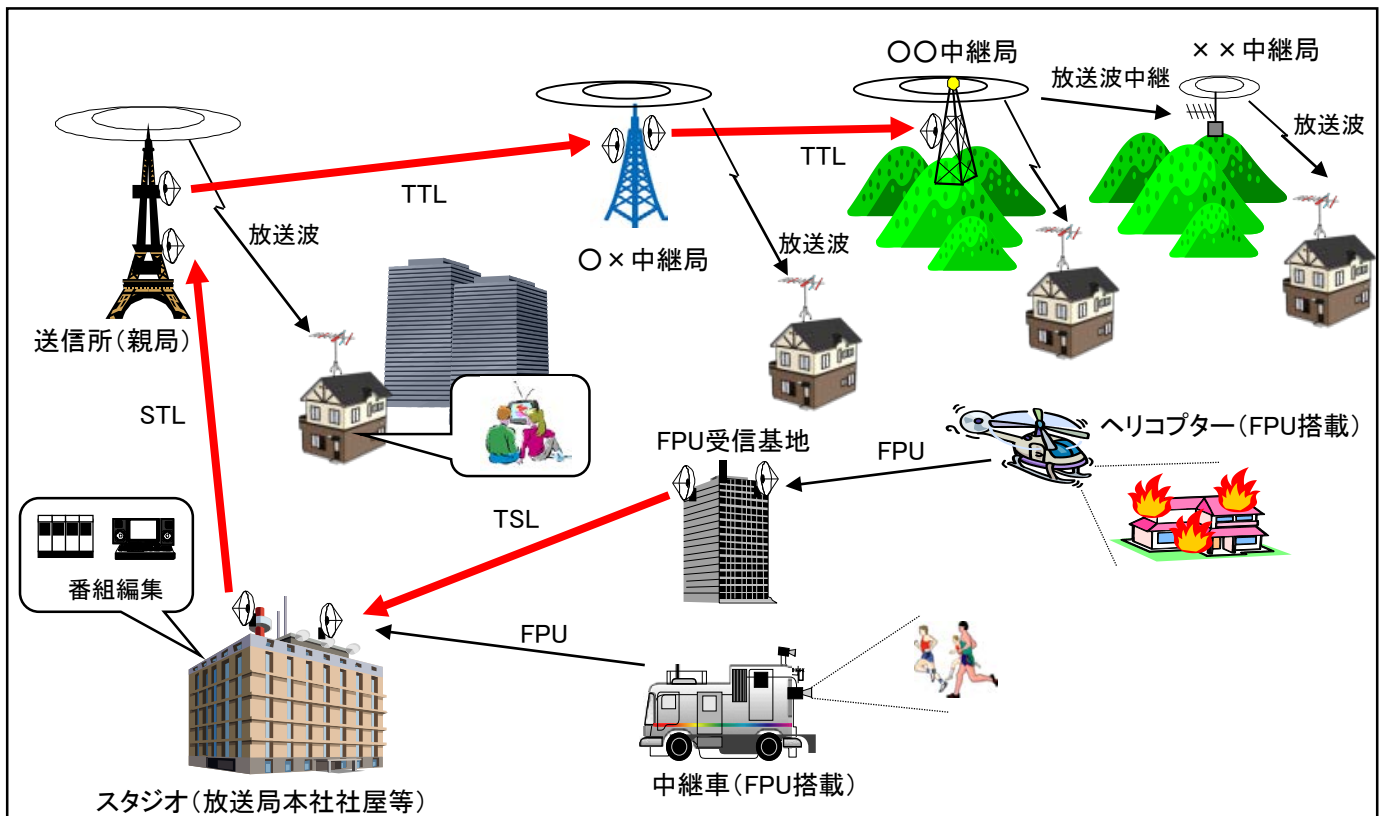 〇〇中継局
××中継局
放送波中継
放送波
TTL
TTL
放送波
〇×中継局
放送波
送信所(親局)
STL
ヘリコプター(FPU搭載)
FPU受信基地
FPU
TSL
番組編集
FPU
中継車(FPU搭載)
スタジオ(放送局本社社屋等)